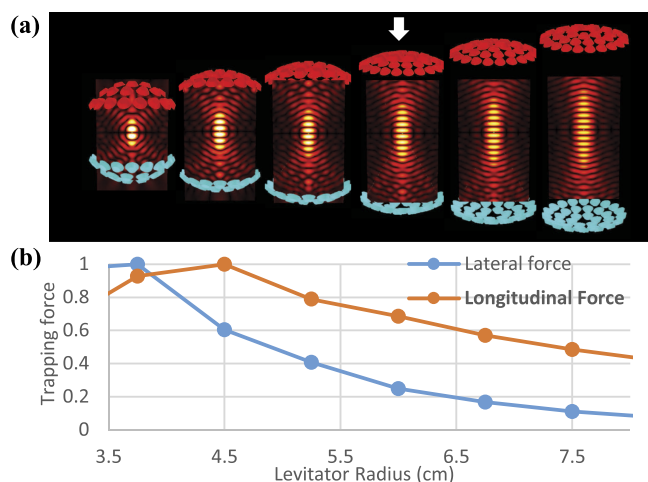 (a)
(b)
Lateral force
Longitudinal Force
1
0.8
0.6
0.4
0.2
0
Trapping force
3.5 4.5 5.5 6.5 7.5
Levitator Radius (cm)